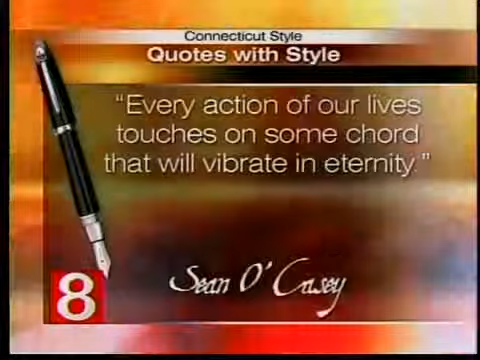 Connecticut Style
Quotes with Style
“Every action of our lives
touches on some chord
that will vibrate in eternity.”
Sean O' Casey
8